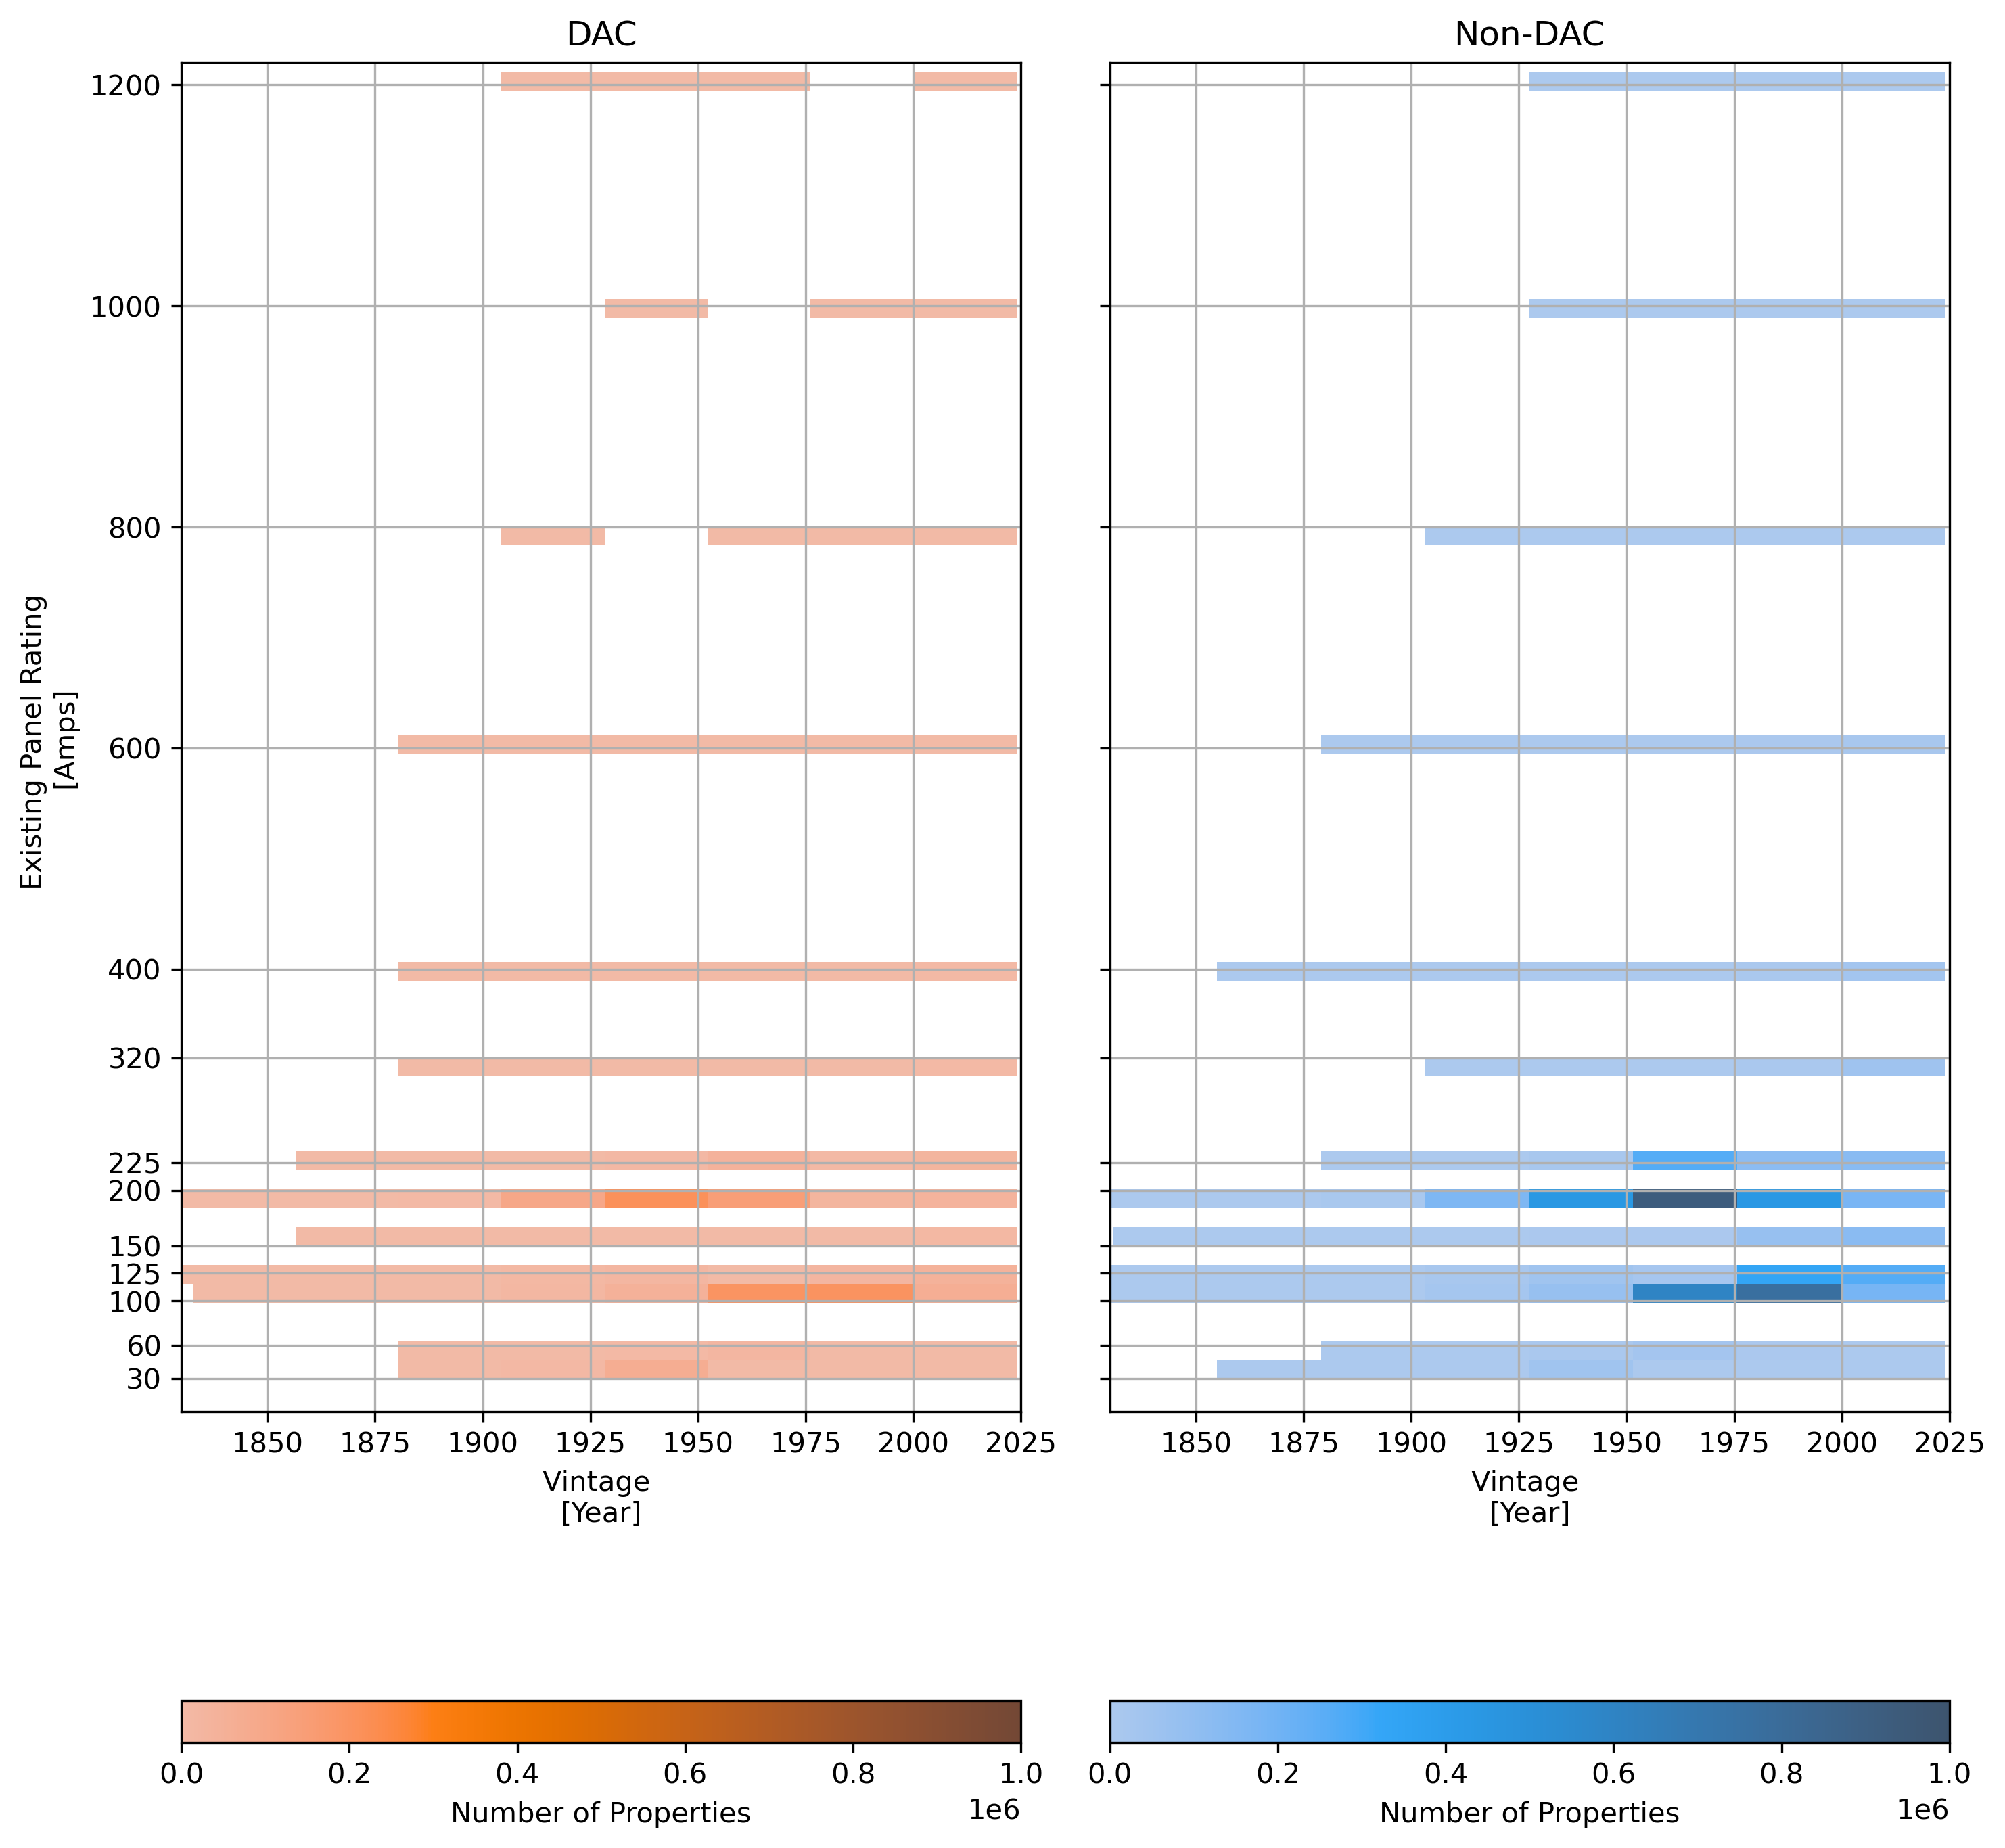 DAC
Non-DAC
Existing Panel Rating
[Amps]
1200
1000
800
600
400
320
225
200
150
125
100
60
30
1850 1875 1900 1925 1950 1975 2000 2025
1850 1875 1900 1925 1950 1975 2000 2025
Vintage
[Year]
Vintage
[Year]
0.0 0.2 0.4 0.6 0.8 1.0
1e6
Number of Properties
0.0 0.2 0.4 0.6 0.8 1.0
1e6
Number of Properties